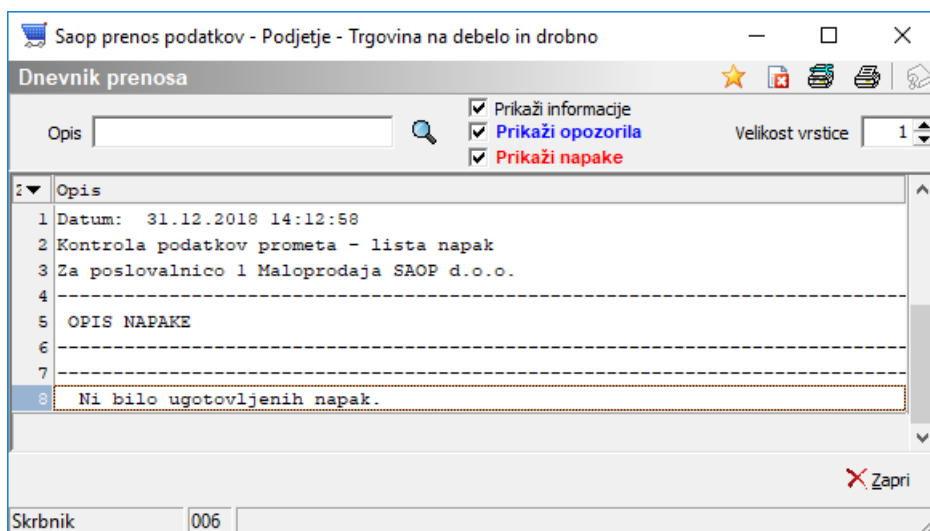 Saop prenos podatkov - Podjetje - Trgovina na debelo in drobno
Dnevnik prenosa
Opis
Prikaži informacije
Prikaži opozorila
Prikaži napake
Velikost vrstice 1
Opis
1 Datum: 31.12.2018 14:12:58
2 Kontrola podatkov prometa - lista napak
3 Za poslovalnico 1 Maloprodaja SAOP d.o.o.
4 --------------------------------------------------------------------------
5 OPIS NAPAKE
6 --------------------------------------------------------------------------
7 --------------------------------------------------------------------------
8 Ni bilo ugotovljenih napak.
Zapri
Skrbnik 006